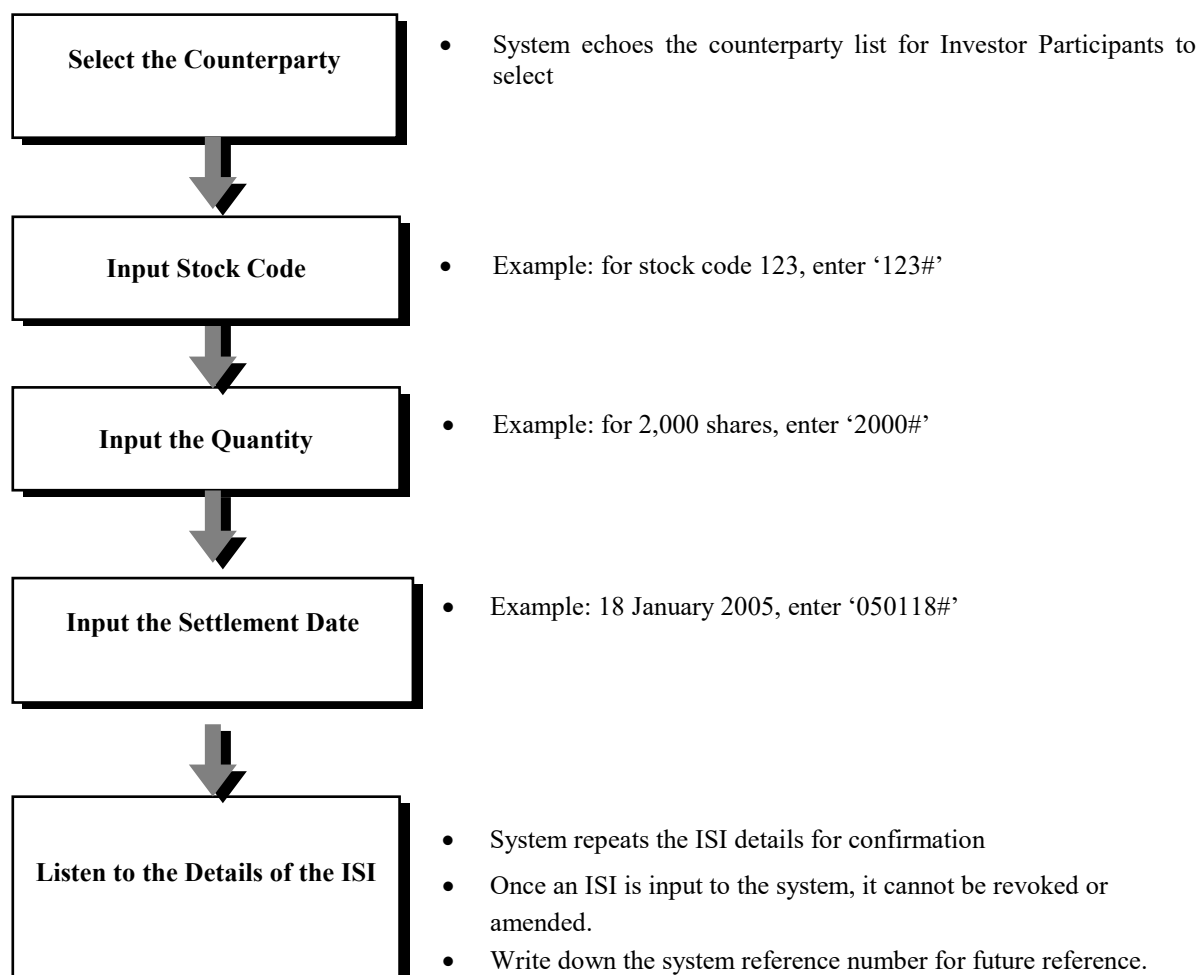 Select the Counterparty
• System echoes the counterparty list for Investor Participants to
select
Input Stock Code
• Example: for stock code 123, enter ‘123#’
Input the Quantity
• Example: for 2,000 shares, enter ‘2000#’
Input the Settlement Date
• Example: 18 January 2005, enter ‘050118#’
Listen to the Details of the ISI
• System repeats the ISI details for confirmation
• Once an ISI is input to the system, it cannot be revoked or
amended.
• Write down the system reference number for future reference.